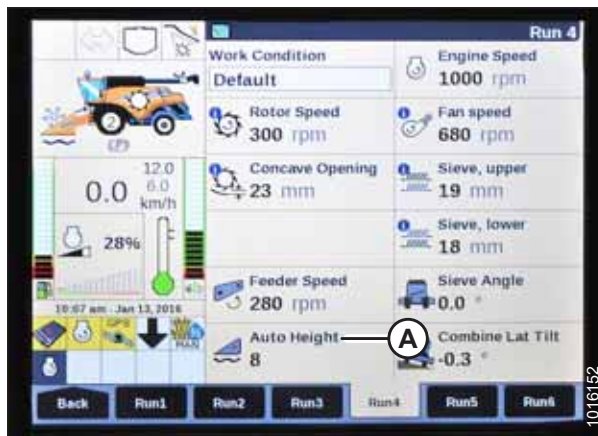 Run 4
Work Condition
Default
Engine Speed
1000 rpm
Rotor Speed
300 rpm
Fan speed
680 rpm
Concave Opening
23 mm
Sieve, upper
19 mm
Sieve, lower
18 mm
Feeder Speed
280 rpm
Sieve Angle
0.0 °
Auto Height
8
A
Combine Lat Tilt
-0.3 °
2
(P)
12.0
0.0
6.0
km/h
28%
10:07 am Jan 13, 2016
GPS
MAX
Back
Run1
Run2
Run3
Run4
Run5
Run6
1016152